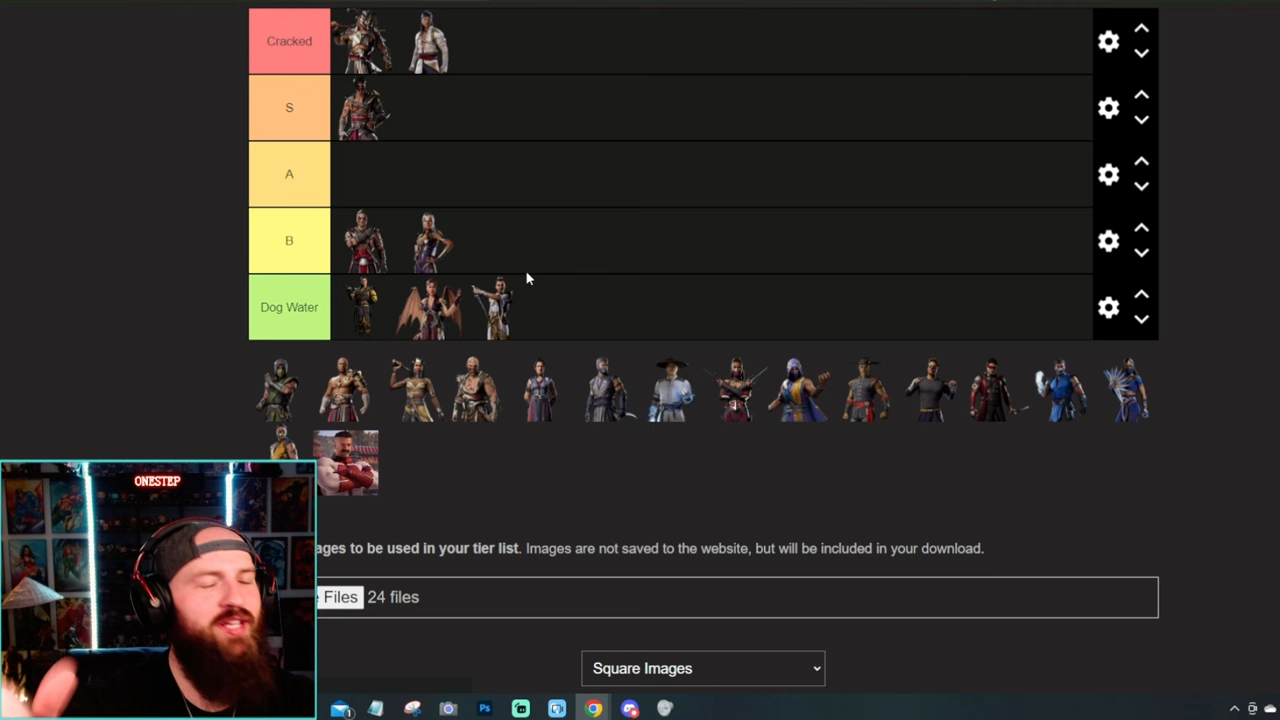 Cracked
S
A
B
Dog Water
ONESTEP
ages to be used in your tier list. Images are not saved to the website, but will be included in your download.
Files 24 files
Square Images
Ps